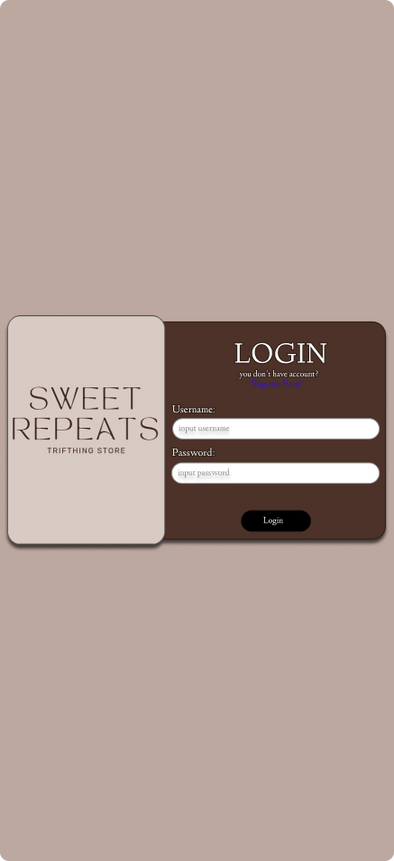 SWEET
REPEATS
TRIFTHING STORE
LOGIN
you don't have account?
Username:
input username
Password:
input password
Login